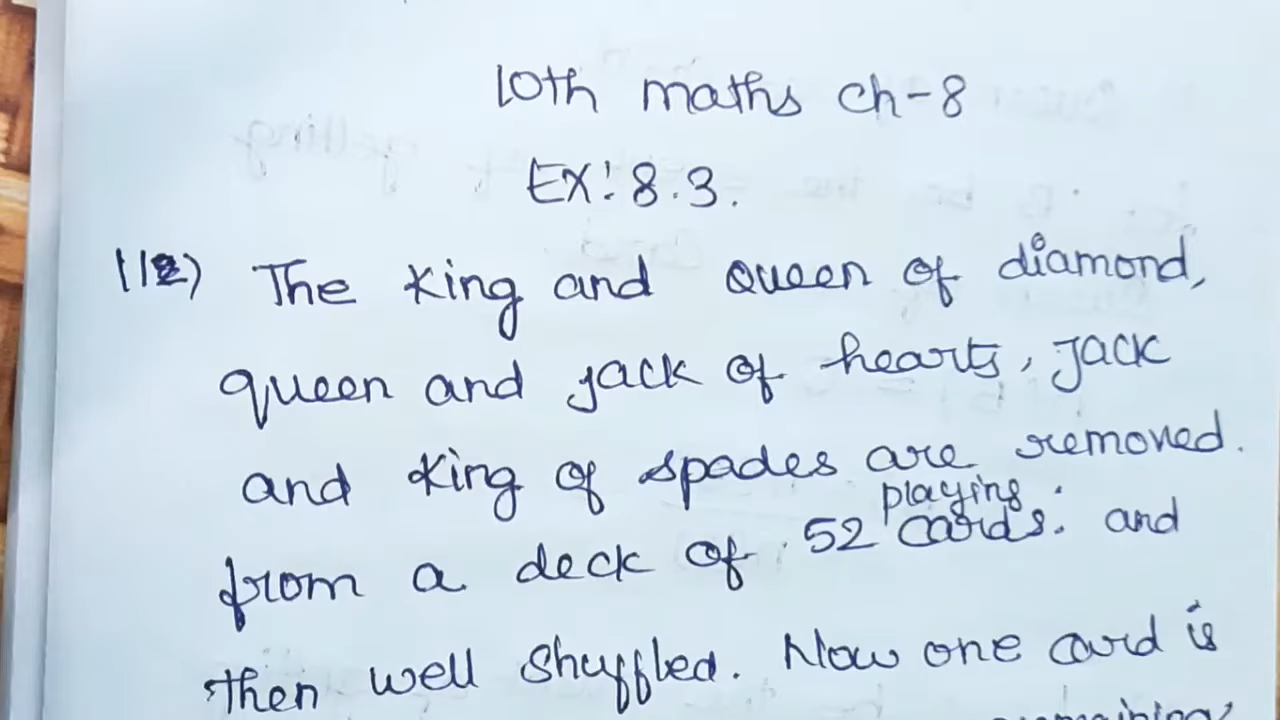 10th maths ch-8
EX: 8.3.
112) The King and Queen of diamond,
queen and jack of hearts, Jack
and King of spades are removed.
playing
from a deck of 52 cards. and
then well shuffled. Now one card is
remaining